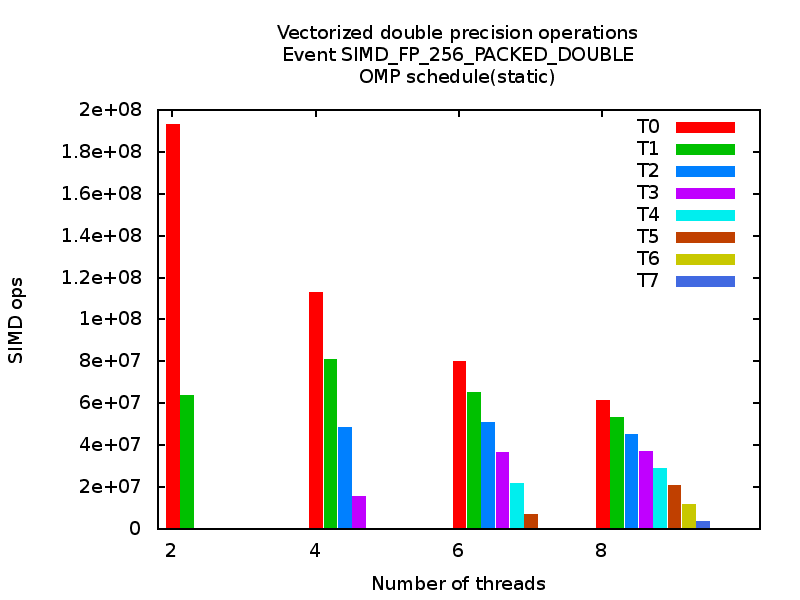 Vectorized double precision operations
Event SIMD_FP_256_PACKED_DOUBLE
OMP schedule(static)
2e+08
1.8e+08
1.6e+08
1.4e+08
1.2e+08
1e+08
8e+07
6e+07
4e+07
2e+07
0
SIMD ops
T0
T1
T2
T3
T4
T5
T6
T7
2 4 6 8
Number of threads